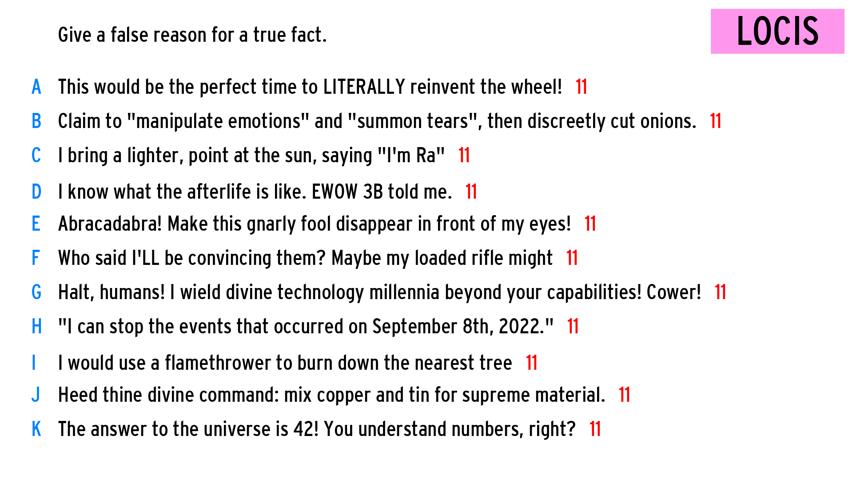 Give a false reason for a true fact.
LOCIS
A This would be the perfect time to LITERALLY reinvent the wheel! 11
B Claim to "manipulate emotions" and "summon tears", then discreetly cut onions. 11
C I bring a lighter, point at the sun, saying "I'm Ra" 11
D I know what the afterlife is like. EWOW 3B told me. 11
E Abracadabra! Make this gnarly fool disappear in front of my eyes! 11
F Who said I'LL be convincing them? Maybe my loaded rifle might 11
G Halt, humans! I wield divine technology millennia beyond your capabilities! Cower! 11
H "I can stop the events that occurred on September 8th, 2022." 11
I I would use a flamethrower to burn down the nearest tree 11
J Heed thine divine command: mix copper and tin for supreme material. 11
K The answer to the universe is 42! You understand numbers, right? 11